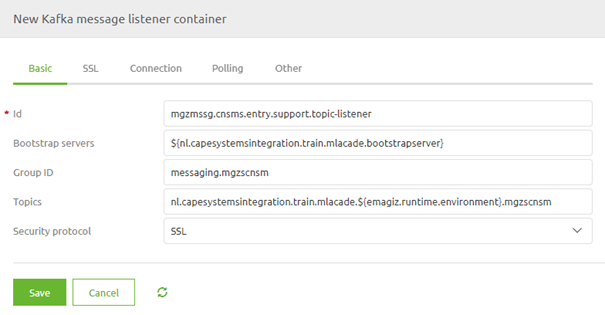 New Kafka message listener container
Basic SSL Connection Polling Other
* Id mgzmssg.cnsms.entry.support.topic-listener
Bootstrap servers ${nl.capesystemsintegration.train.mlacade.bootstrapserver}
Group ID messaging.mgzscnsm
Topics nl.capesystemsintegration.train.mlacade.${emagiz.runtime.environment}.mgzscnsm
Security protocol SSL
Save Cancel